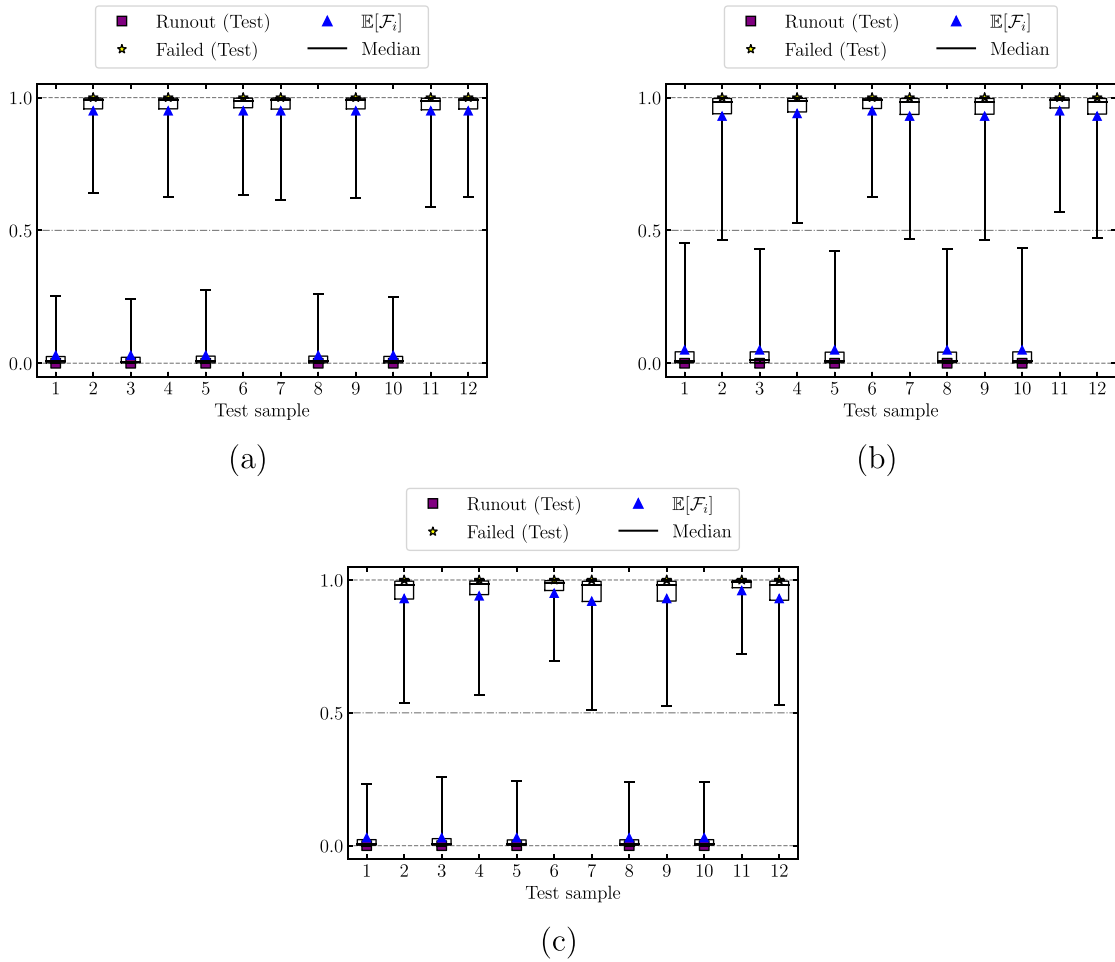 Runout (Test) 𝔼[ℱᵢ]
Failed (Test) Median
1.0
0.5
0.0
1 2 3 4 5 6 7 8 9 10 11 12
Test sample
(a)
Runout (Test) 𝔼[ℱᵢ]
Failed (Test) Median
1.0
0.5
0.0
1 2 3 4 5 6 7 8 9 10 11 12
Test sample
(b)
Runout (Test) 𝔼[ℱᵢ]
Failed (Test) Median
1.0
0.5
0.0
1 2 3 4 5 6 7 8 9 10 11 12
Test sample
(c)